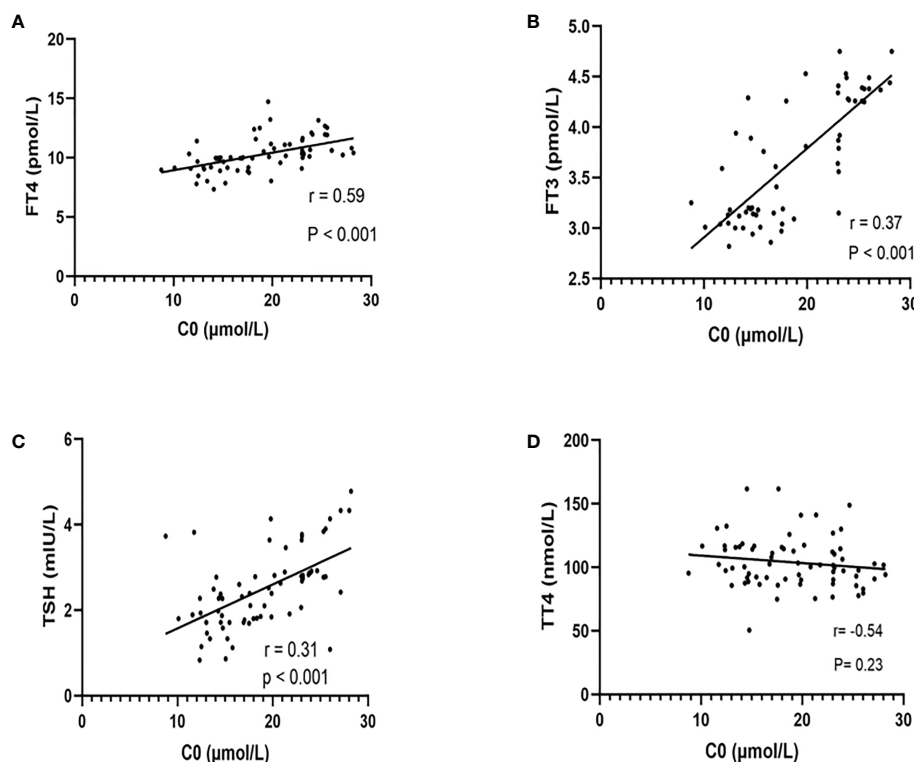 A
20
15
10
5
0
FT4 (pmol/L)
r = 0.59
P < 0.001
0 10 20 30
C0 (µmol/L)
B
5.0
4.5
4.0
3.5
3.0
2.5
FT3 (pmol/L)
r = 0.37
P < 0.001
0 10 20 30
C0 (µmol/L)
C
6
4
2
0
TSH (mIU/L)
r = 0.31
p < 0.001
0 10 20 30
C0 (µmol/L)
D
200
150
100
50
0
TT4 (nmol/L)
r= -0.54
P= 0.23
0 10 20 30
C0 (µmol/L)